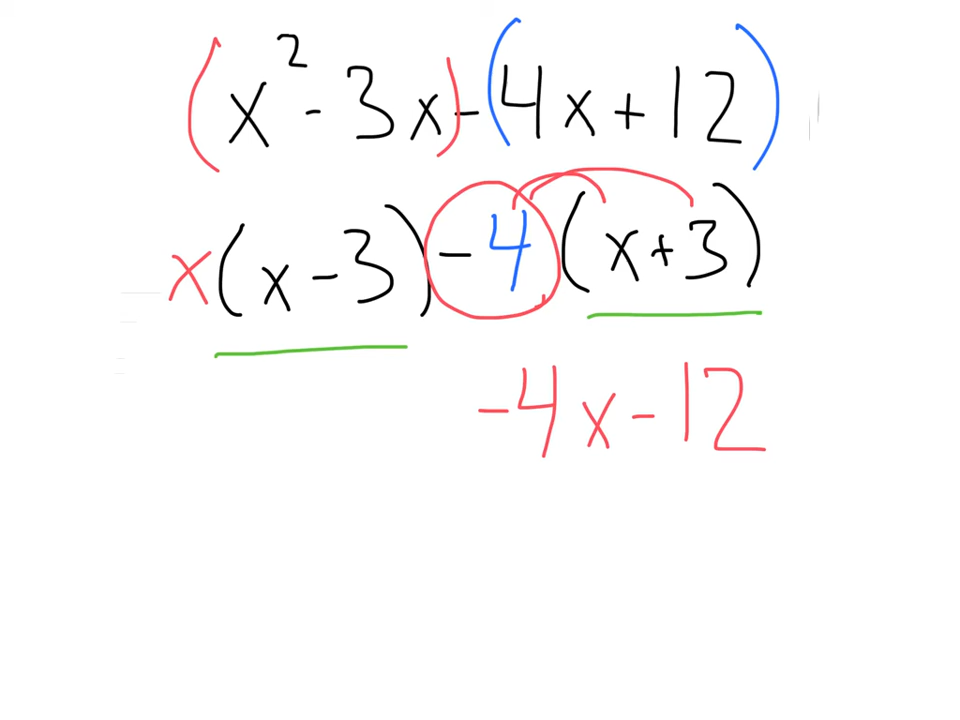 (x² - 3x) - (4x + 12)
x(x - 3) - 4(x + 3)
-4x - 12